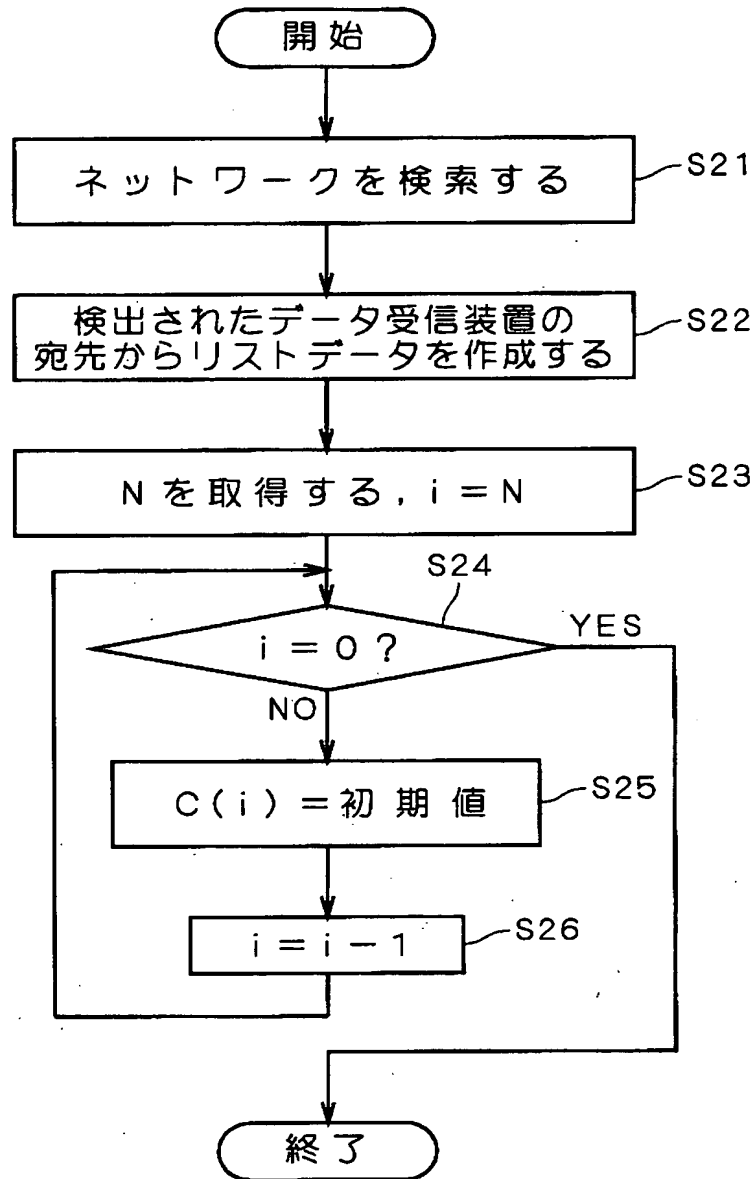 開始
ネットワークを検索する
S21
検出されたデータ受信装置の
宛先からリストデータを作成する
S22
Nを取得する，i＝N
S23
S24
i＝0？
YES
NO
C(i)＝初期値
S25
i＝i－1
S26
終了